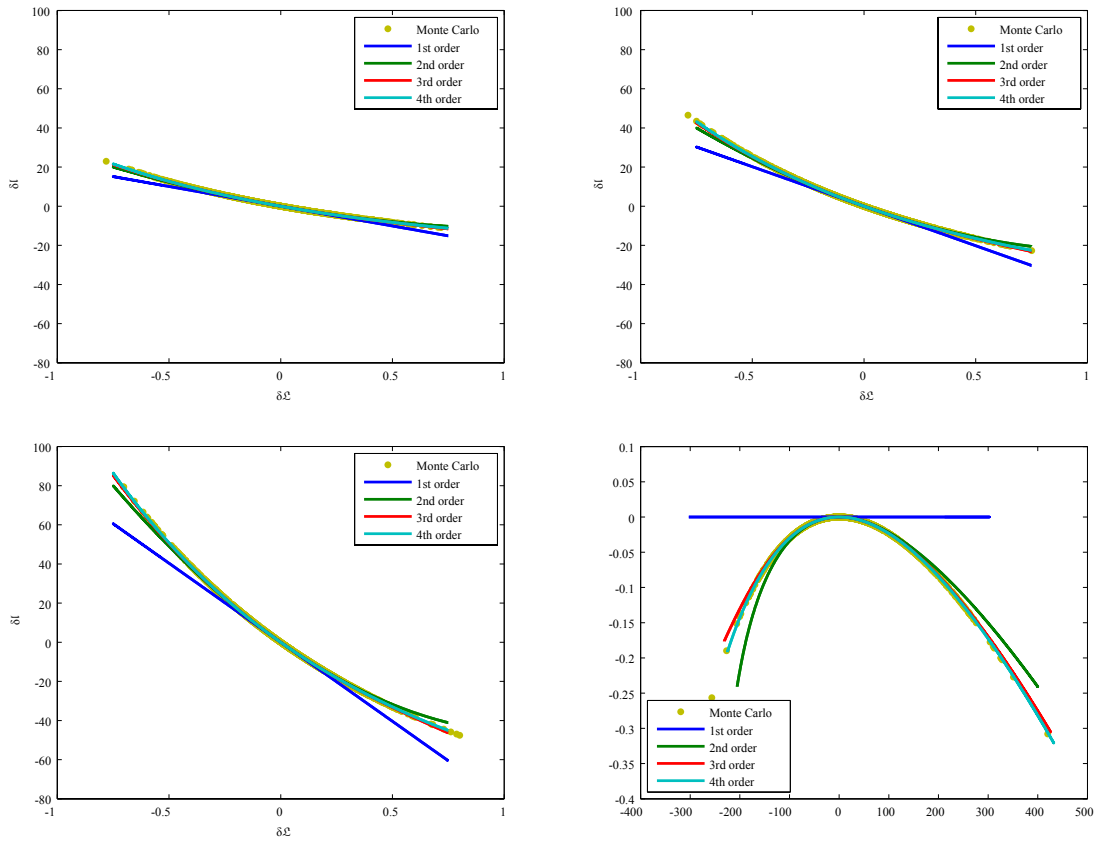 100
80
60
40
20
0
-20
-40
-60
-80
-1
-0.5
0
0.5
1
δl
δ𝔏
Monte Carlo
1st order
2nd order
3rd order
4th order
100
80
60
40
20
0
-20
-40
-60
-80
-1
-0.5
0
0.5
1
δl
δ𝔏
Monte Carlo
1st order
2nd order
3rd order
4th order
100
80
60
40
20
0
-20
-40
-60
-80
-1
-0.5
0
0.5
1
δl
δ𝔏
Monte Carlo
1st order
2nd order
3rd order
4th order
0.1
0.05
0
-0.05
-0.1
-0.15
-0.2
-0.25
-0.3
-0.35
-0.4
-400
-300
-200
-100
0
100
200
300
400
500
Monte Carlo
1st order
2nd order
3rd order
4th order